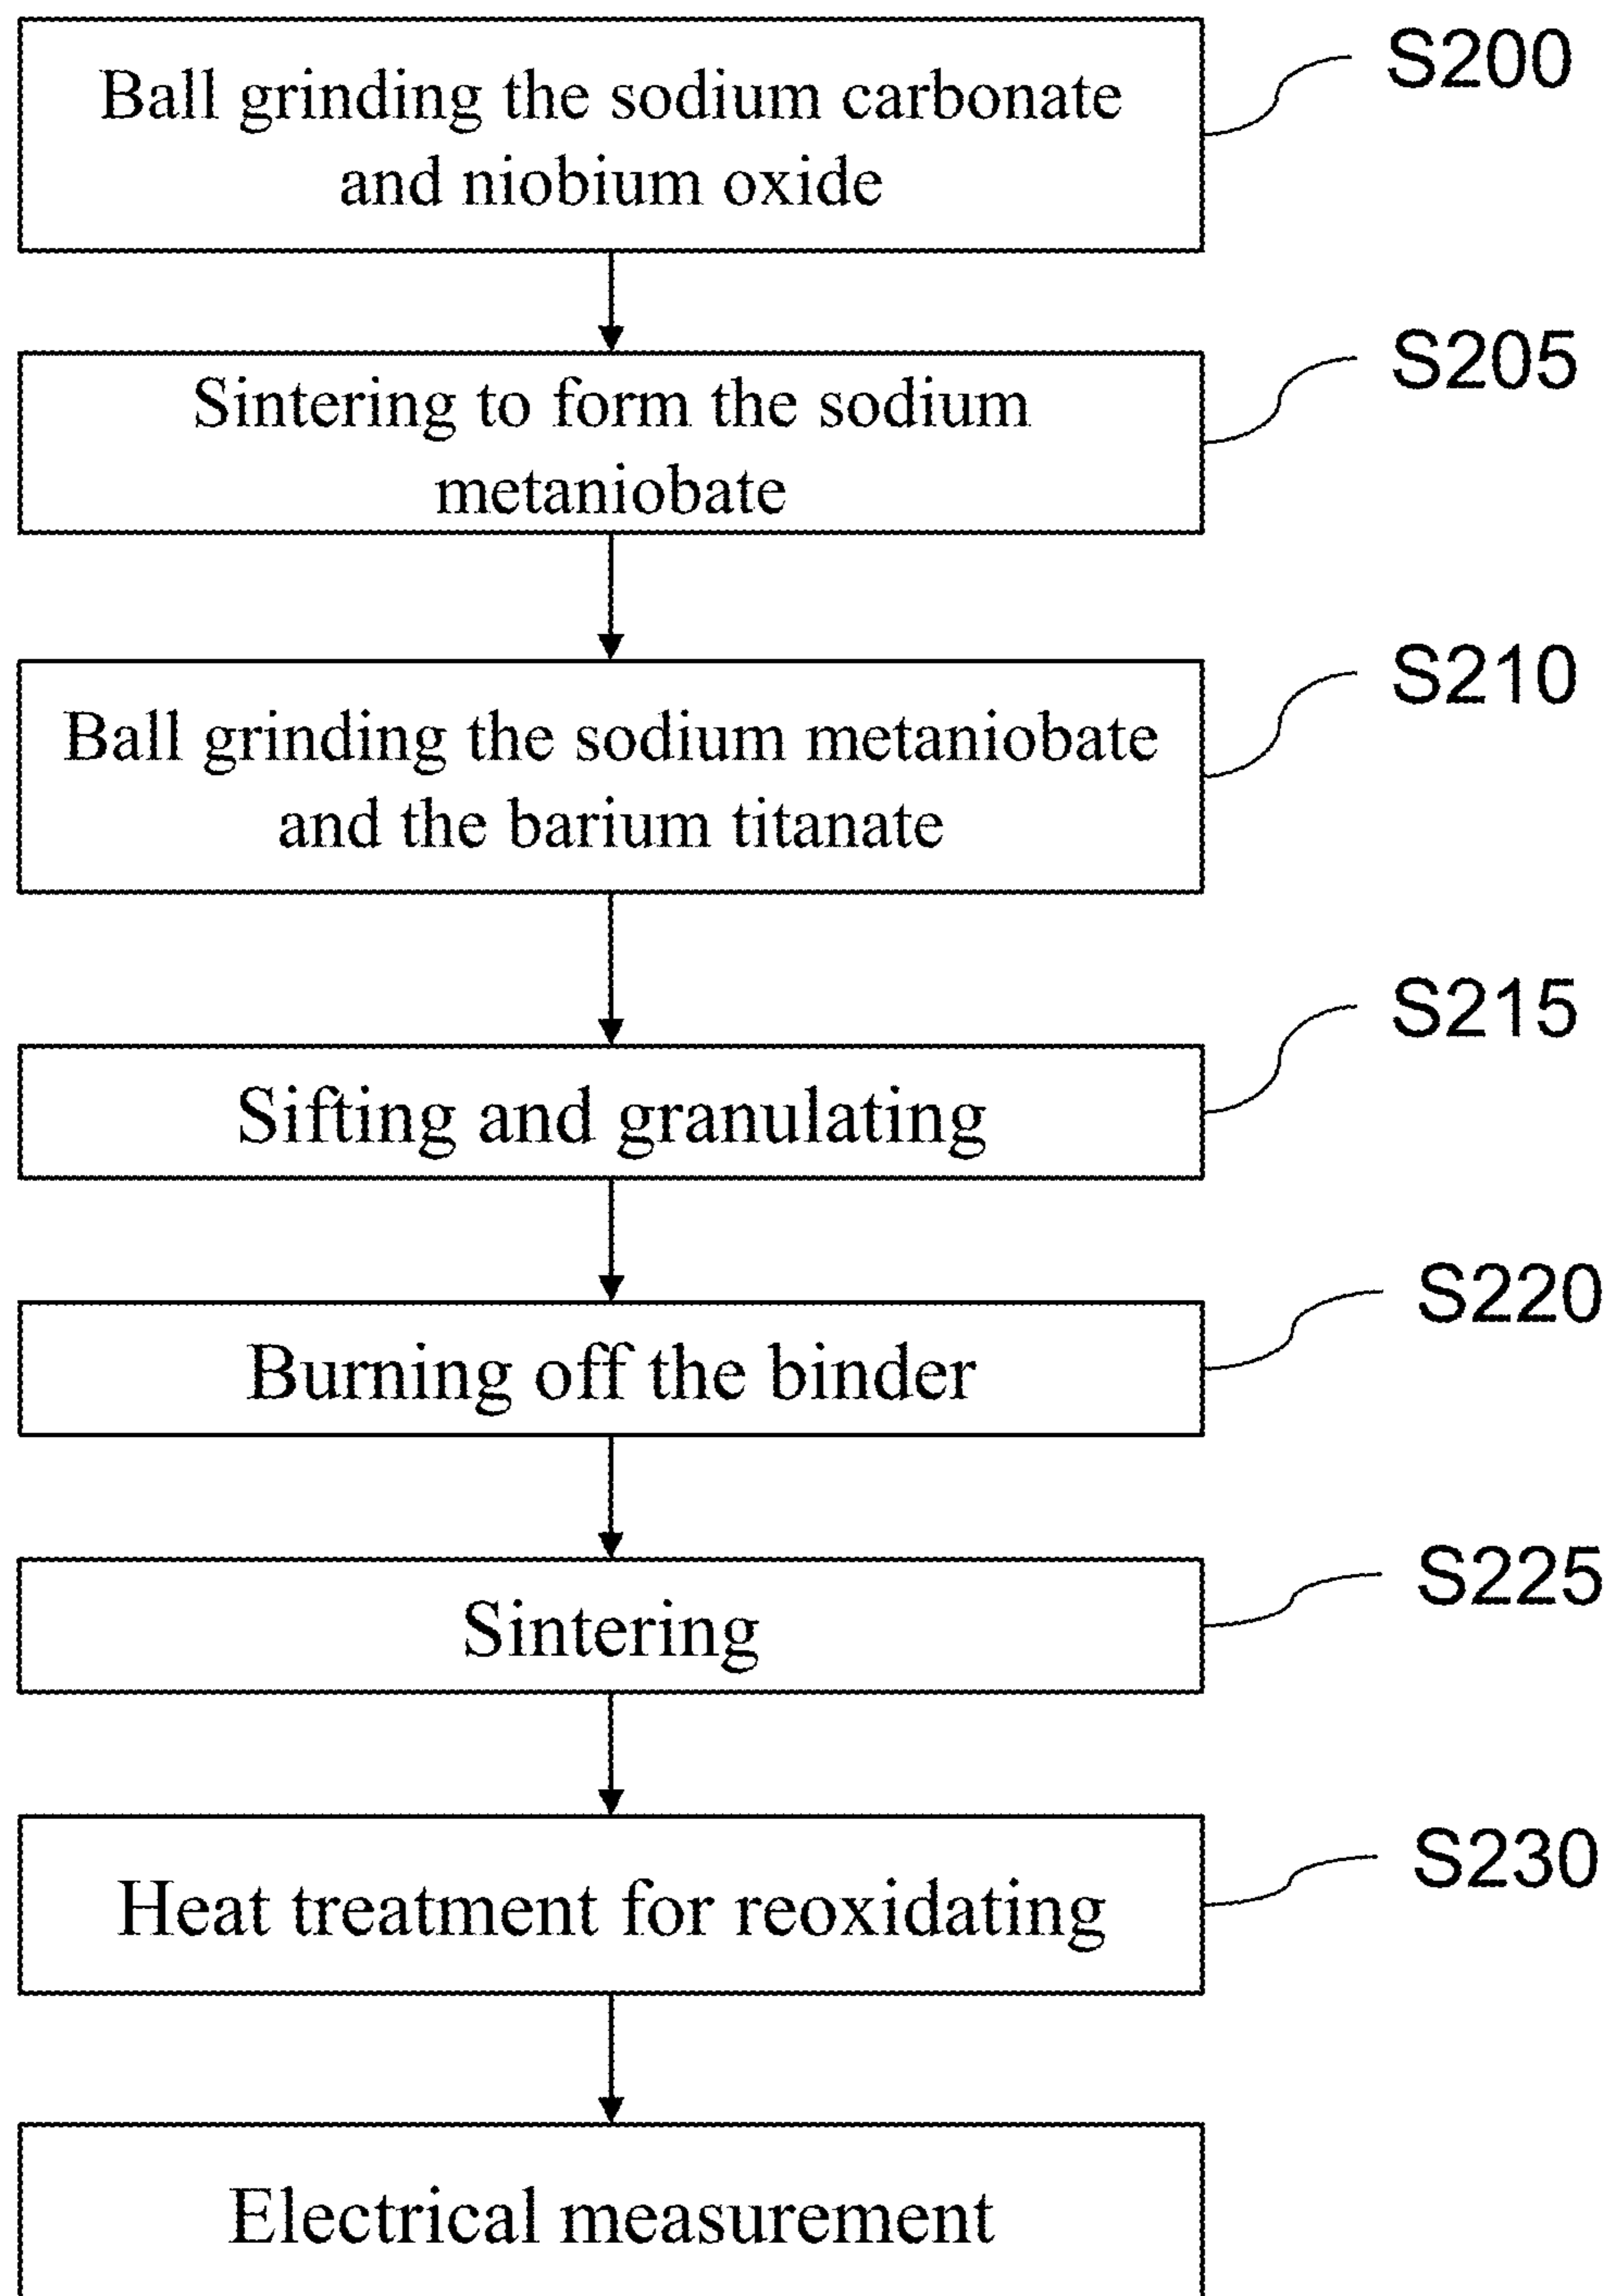 Ball grinding the sodium carbonate
and niobium oxide
S200
Sintering to form the sodium
metaniobate
S205
Ball grinding the sodium metaniobate
and the barium titanate
S210
Sifting and granulating
S215
Burning off the binder
S220
Sintering
S225
Heat treatment for reoxidating
S230
Electrical measurement